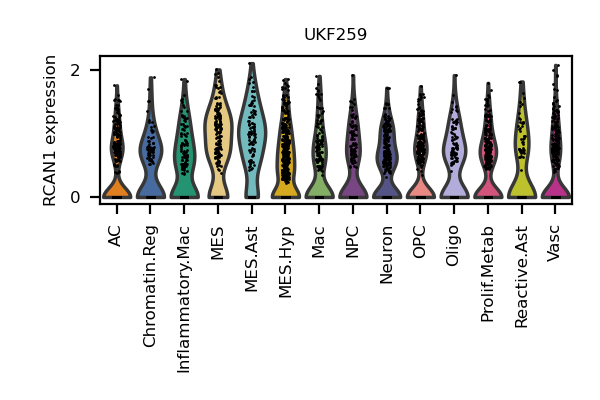 UKF259
RCAN1 expression
2
0
AC
Chromatin.Reg
Inflammatory.Mac
MES
MES.Ast
MES.Hyp
Mac
NPC
Neuron
OPC
Oligo
Prolif.Metab
Reactive.Ast
Vasc